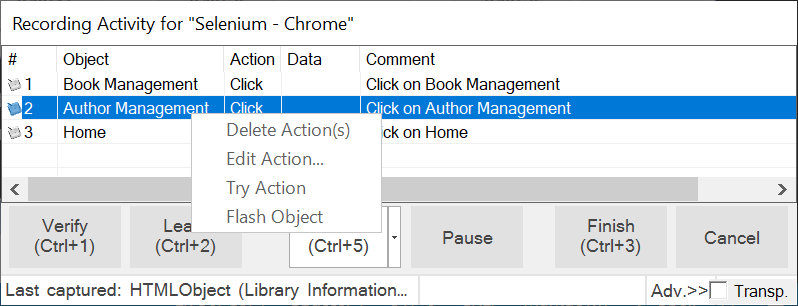 Recording Activity for "Selenium - Chrome"
# Object Action Data Comment
1 Book Management Click Click on Book Management
2 Author Management Click Click on Author Management
3 Home Click on Home
Delete Action(s)
Edit Action...
Try Action
Flash Object
Verify
(Ctrl+1)
Lea
(Ctrl+2)
(Ctrl+5)
Pause
Finish
(Ctrl+3)
Cancel
Last captured: HTMLObject (Library Information... Adv.>> Transp.